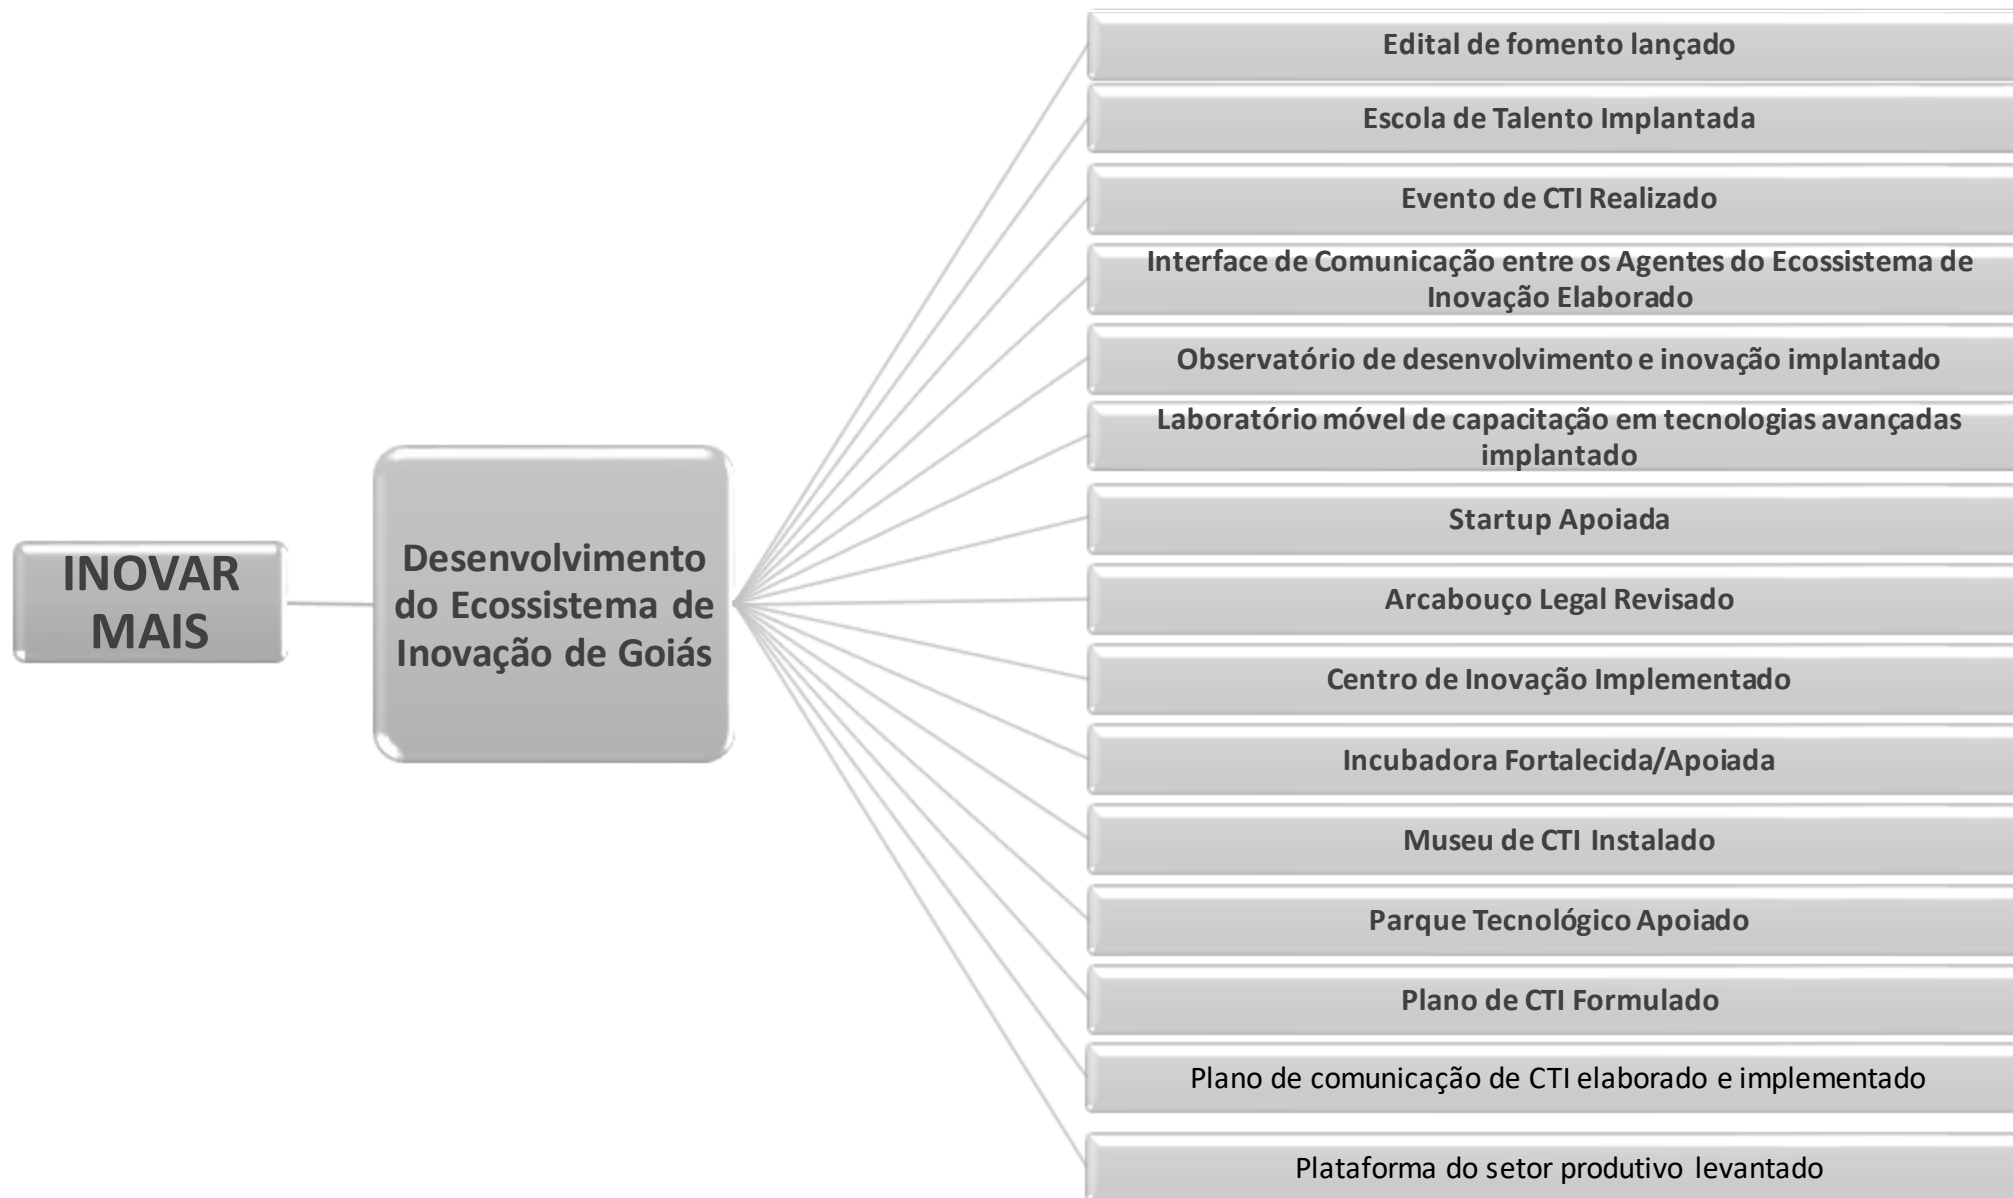 INOVAR
MAIS
Desenvolvimento
do Ecossistema de
Inovação de Goiás
Edital de fomento lançado
Escola de Talento Implantada
Evento de CTI Realizado
Interface de Comunicação entre os Agentes do Ecossistema de
Inovação Elaborado
Observatório de desenvolvimento e inovação implantado
Laboratório móvel de capacitação em tecnologias avançadas
implantado
Startup Apoiada
Arcabouço Legal Revisado
Centro de Inovação Implementado
Incubadora Fortalecida/Apoiada
Museu de CTI Instalado
Parque Tecnológico Apoiado
Plano de CTI Formulado
Plano de comunicação de CTI elaborado e implementado
Plataforma do setor produtivo levantado